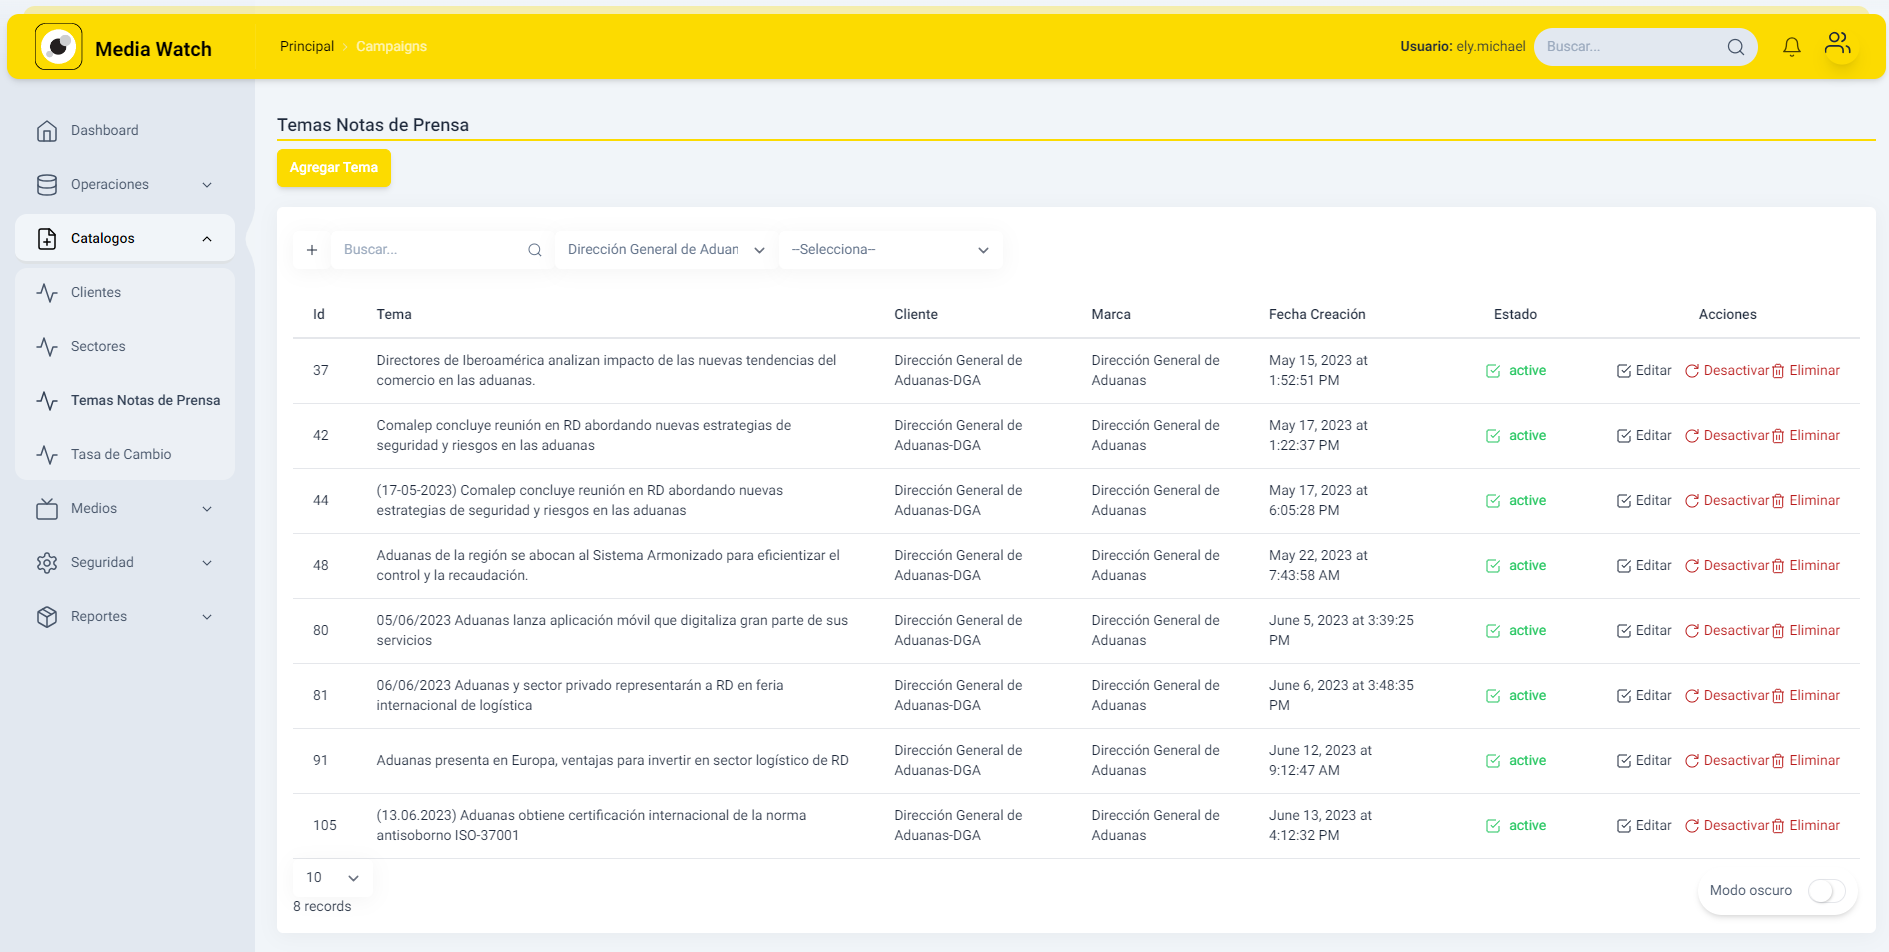 Media Watch
Principal > Campaigns
Usuario: ely.michael
Buscar...
Dashboard
Operaciones
Catalogos
Clientes
Sectores
Temas Notas de Prensa
Tasa de Cambio
Medios
Seguridad
Reportes
Temas Notas de Prensa
Agregar Tema
+ Buscar... Dirección General de Aduan --Selecciona--
Id Tema Cliente Marca Fecha Creación Estado Acciones
37 Directores de Iberoamérica analizan impacto de las nuevas tendencias del Dirección General de Dirección General de May 15, 2023 at active Editar Desactivar Eliminar
comercio en las aduanas. Aduanas-DGA Aduanas 1:52:51 PM
42 Comalep concluye reunión en RD abordando nuevas estrategias de Dirección General de Dirección General de May 17, 2023 at active Editar Desactivar Eliminar
seguridad y riesgos en las aduanas Aduanas-DGA Aduanas 1:22:37 PM
44 (17-05-2023) Comalep concluye reunión en RD abordando nuevas Dirección General de Dirección General de May 17, 2023 at active Editar Desactivar Eliminar
estrategias de seguridad y riesgos en las aduanas Aduanas-DGA Aduanas 6:05:28 PM
48 Aduanas de la región se abocan al Sistema Armonizado para eficientizar el Dirección General de Dirección General de May 22, 2023 at active Editar Desactivar Eliminar
control y la recaudación. Aduanas-DGA Aduanas 7:43:58 AM
80 05/06/2023 Aduanas lanza aplicación móvil que digitaliza gran parte de sus Dirección General de Dirección General de June 5, 2023 at 3:39:25 active Editar Desactivar Eliminar
servicios Aduanas-DGA Aduanas PM
81 06/06/2023 Aduanas y sector privado representarán a RD en feria Dirección General de Dirección General de June 6, 2023 at 3:48:35 active Editar Desactivar Eliminar
internacional de logística Aduanas-DGA Aduanas PM
91 Aduanas presenta en Europa, ventajas para invertir en sector logístico de RD Dirección General de Dirección General de June 12, 2023 at active Editar Desactivar Eliminar
Aduanas-DGA Aduanas 9:12:47 AM
105 (13.06.2023) Aduanas obtiene certificación internacional de la norma Dirección General de Dirección General de June 13, 2023 at active Editar Desactivar Eliminar
antisoborno ISO-37001 Aduanas-DGA Aduanas 4:12:32 PM
10
8 records
Modo oscuro